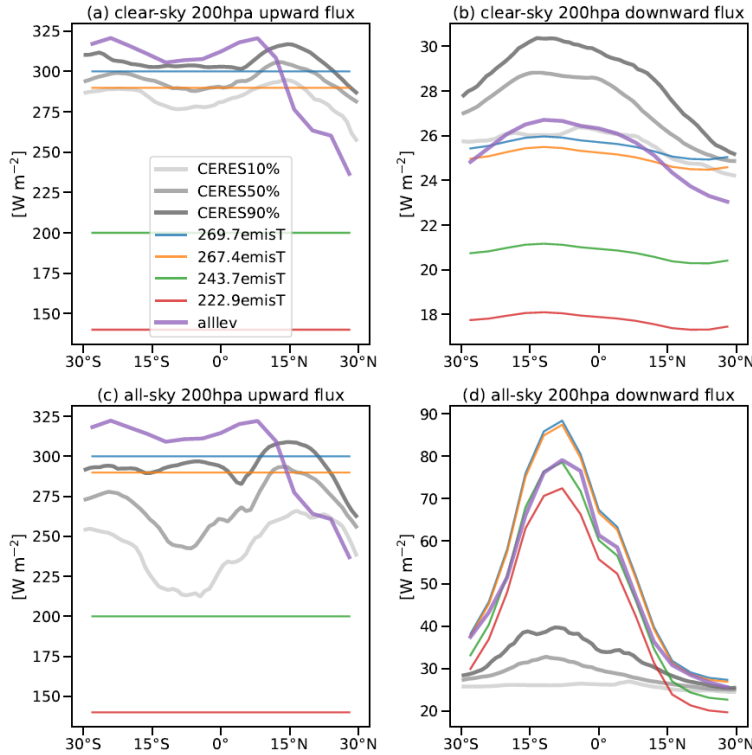 (a) clear-sky 200hpa upward flux
[W m⁻²]
325
300
275
250
225
200
175
150
30°S 15°S 0° 15°N 30°N
CERES10%
CERES50%
CERES90%
269.7emisT
267.4emisT
243.7emisT
222.9emisT
alllev
(b) clear-sky 200hpa downward flux
[W m⁻²]
30
28
26
24
22
20
18
30°S 15°S 0° 15°N 30°N
(c) all-sky 200hpa upward flux
[W m⁻²]
325
300
275
250
225
200
175
150
30°S 15°S 0° 15°N 30°N
(d) all-sky 200hpa downward flux
[W m⁻²]
90
80
70
60
50
40
30
20
30°S 15°S 0° 15°N 30°N